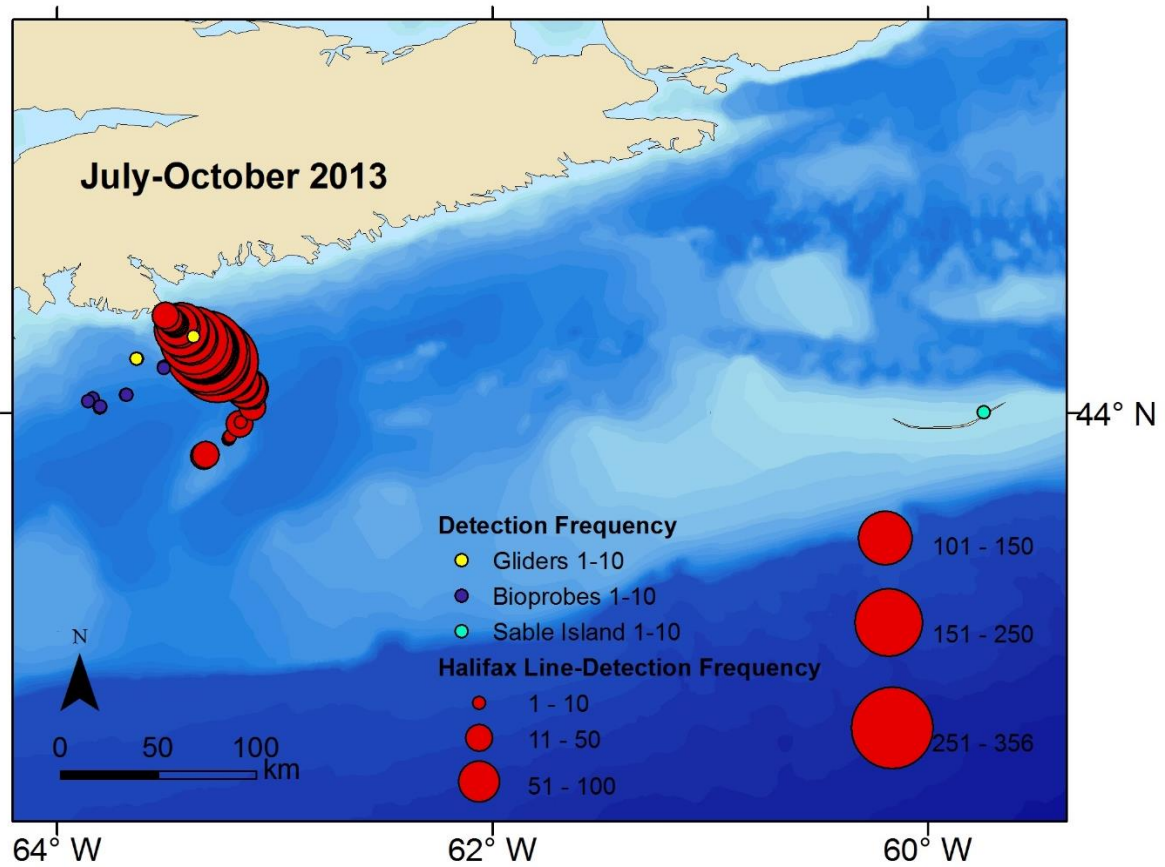 July-October 2013
44° N
Detection Frequency
Gliders 1-10
Bioprobes 1-10
Sable Island 1-10
Halifax Line-Detection Frequency
1 - 10
11 - 50
51 - 100
101 - 150
151 - 250
251 - 356
N
0 50 100
km
64° W 62° W 60° W